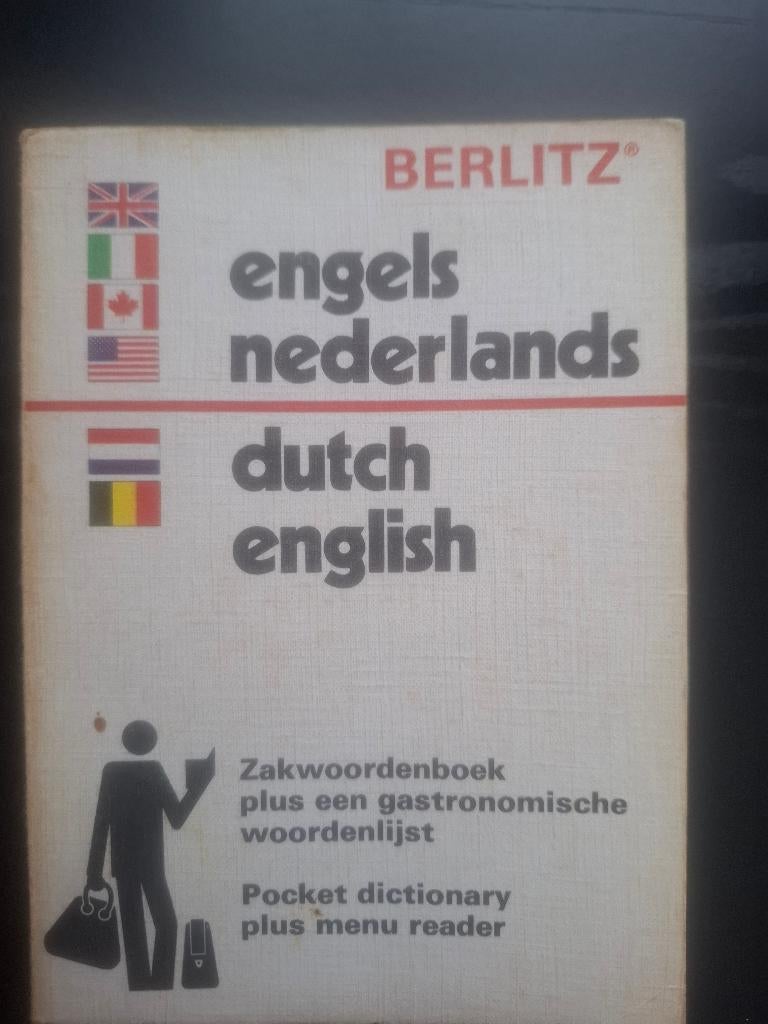 BERLITZ®
engels
nederlands
dutch
english
Zakwoordenboek
plus een gastronomische
woordenlijst
Pocket dictionary
plus menu reader